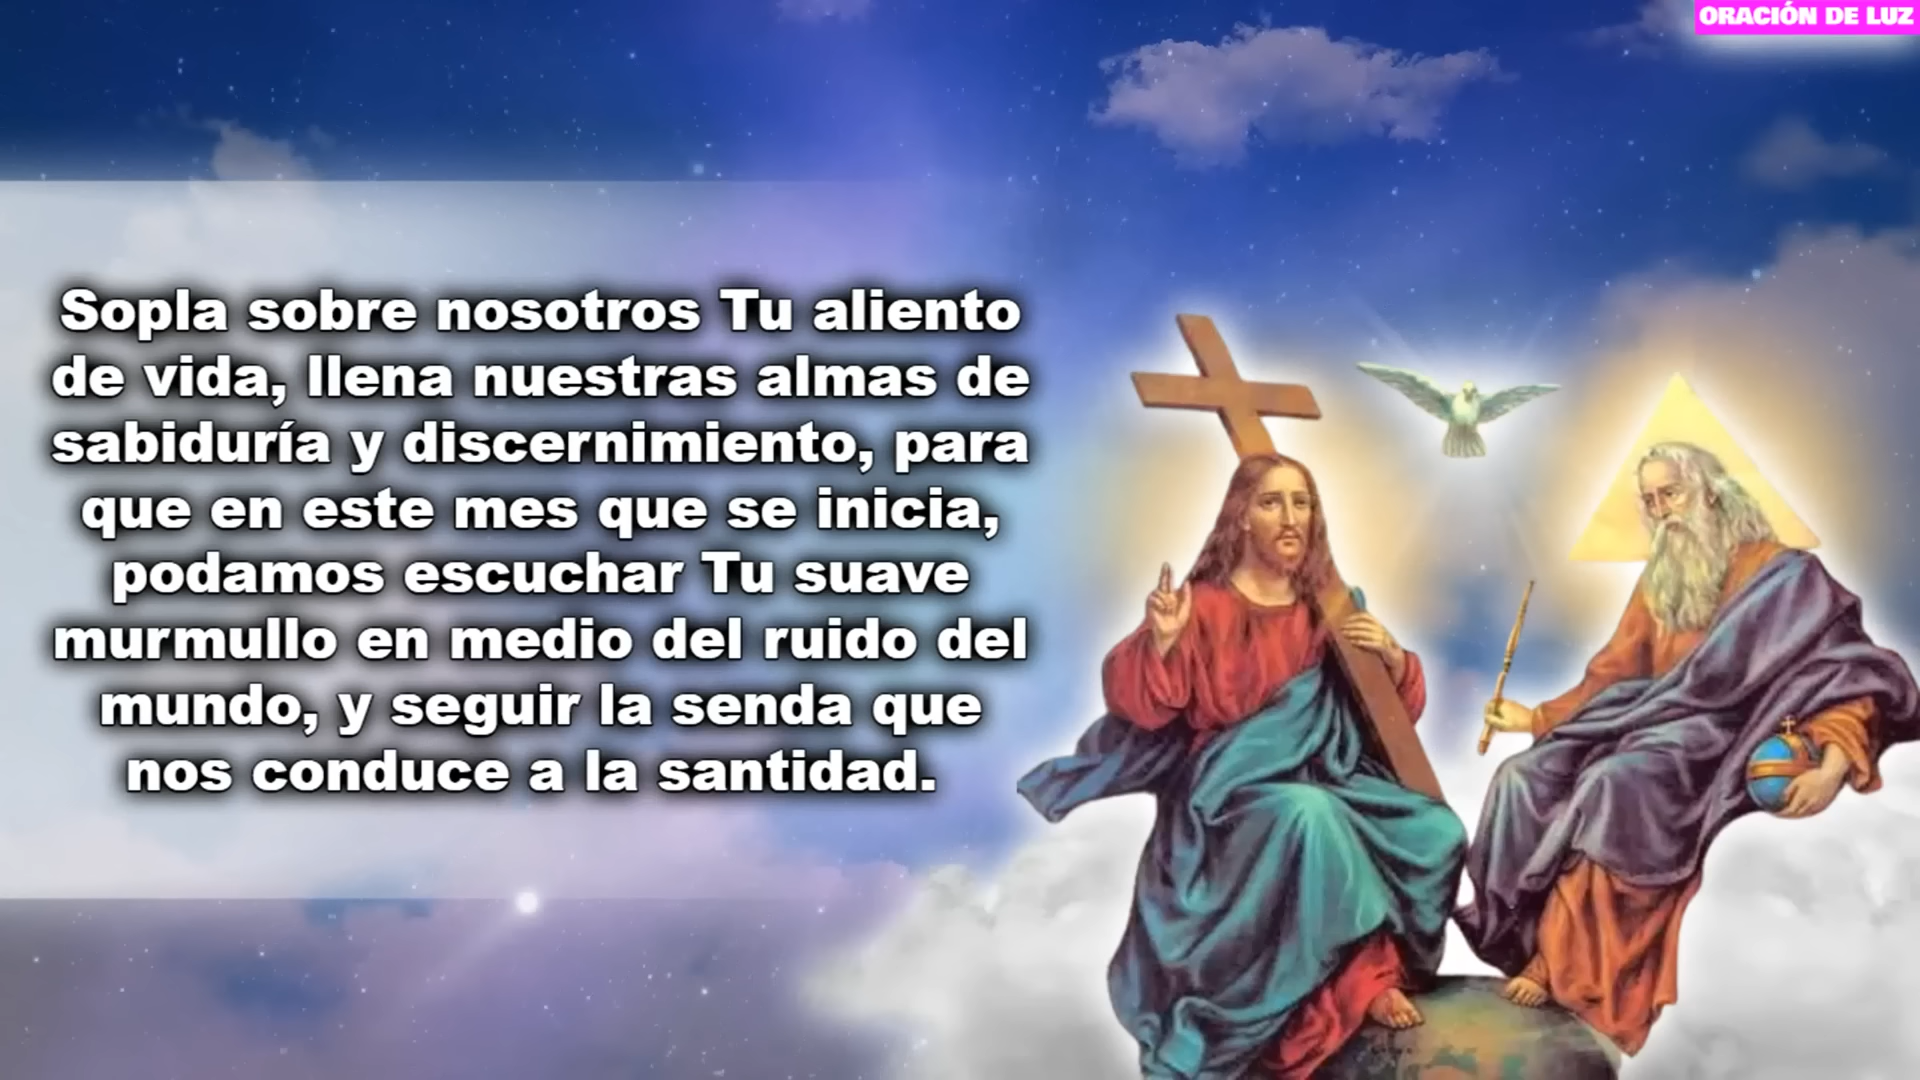 ORACIÓN DE LUZ
Sopla sobre nosotros Tu aliento
de vida, llena nuestras almas de
sabiduría y discernimiento, para
que en este mes que se inicia,
podamos escuchar Tu suave
murmullo en medio del ruido del
mundo, y seguir la senda que
nos conduce a la santidad.